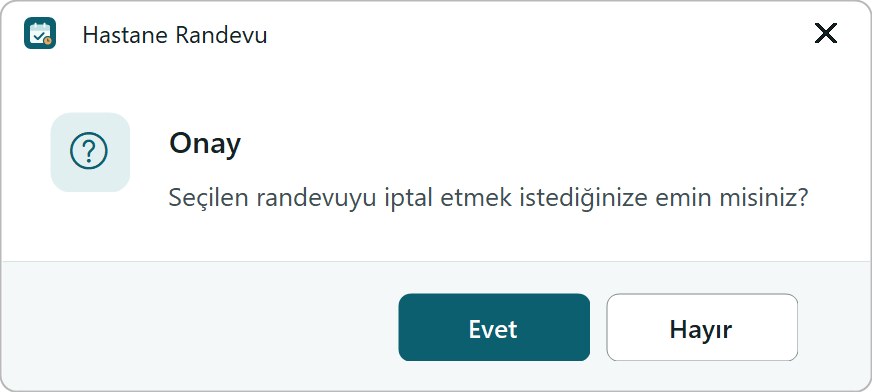 Hastane Randevu
Onay
Seçilen randevuyu iptal etmek istediğinize emin misiniz?
Evet
Hayır